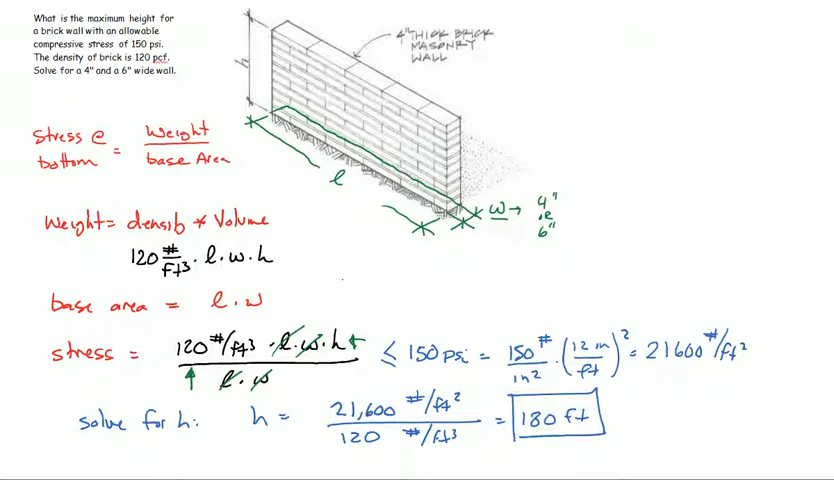 What is the maximum height for
a brick wall with an allowable
compressive stress of 150 psi.
The density of brick is 120 pcf.
Solve for a 4" and a 6" wide wall.
4" THICK BRICK
MASONRY
WALL
h
l
w → 4"
or
6"
Stress @ bottom = Weight / base Area
Weight = density * Volume
120 #/ft³ · l · w · h
base area = l · w
stress = 120 #/ft³ · l · w · h / l · w ≤ 150 psi = 150 #/in² · (12 in/ft)² = 21600 #/ft²
solve for h: h = 21,600 #/ft² / 120 #/ft³ = 180 ft